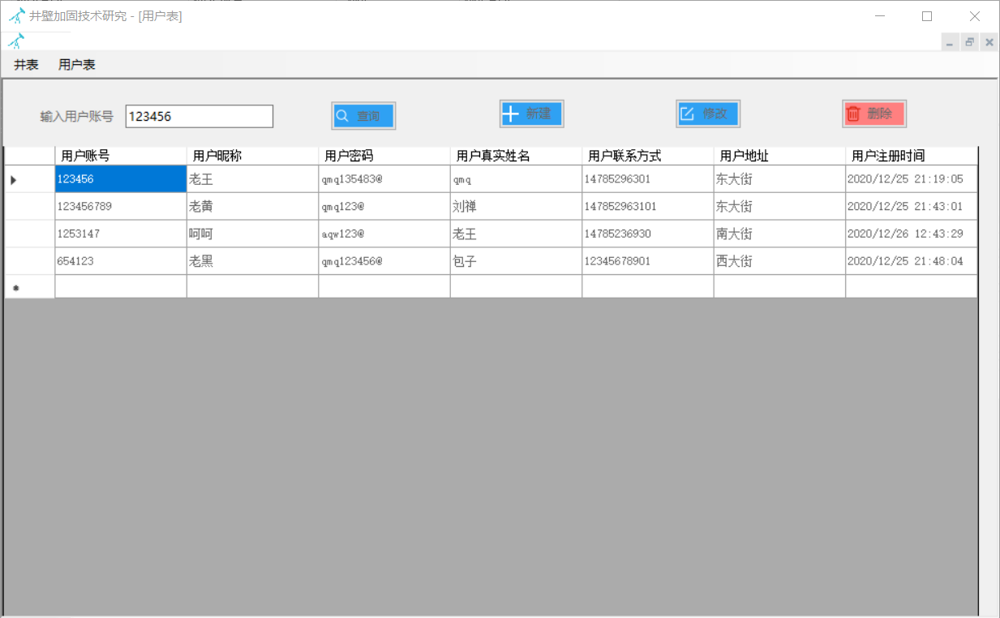 井壁加固技术研究 - [用户表]
井表 用户表
输入用户账号 123456 查询 新建 修改 删除
用户账号 用户昵称 用户密码 用户真实姓名 用户联系方式 用户地址 用户注册时间
123456 老王 qmq135483@ qmq 14785296301 东大街 2020/12/25 21:19:05
123456789 老黄 qmq123@ 刘禅 147852963101 东大街 2020/12/25 21:43:01
1253147 呵呵 aqw123@ 老王 14785236930 南大街 2020/12/26 12:43:29
654123 老黑 qmq123456@ 包子 12345678901 西大街 2020/12/25 21:48:04